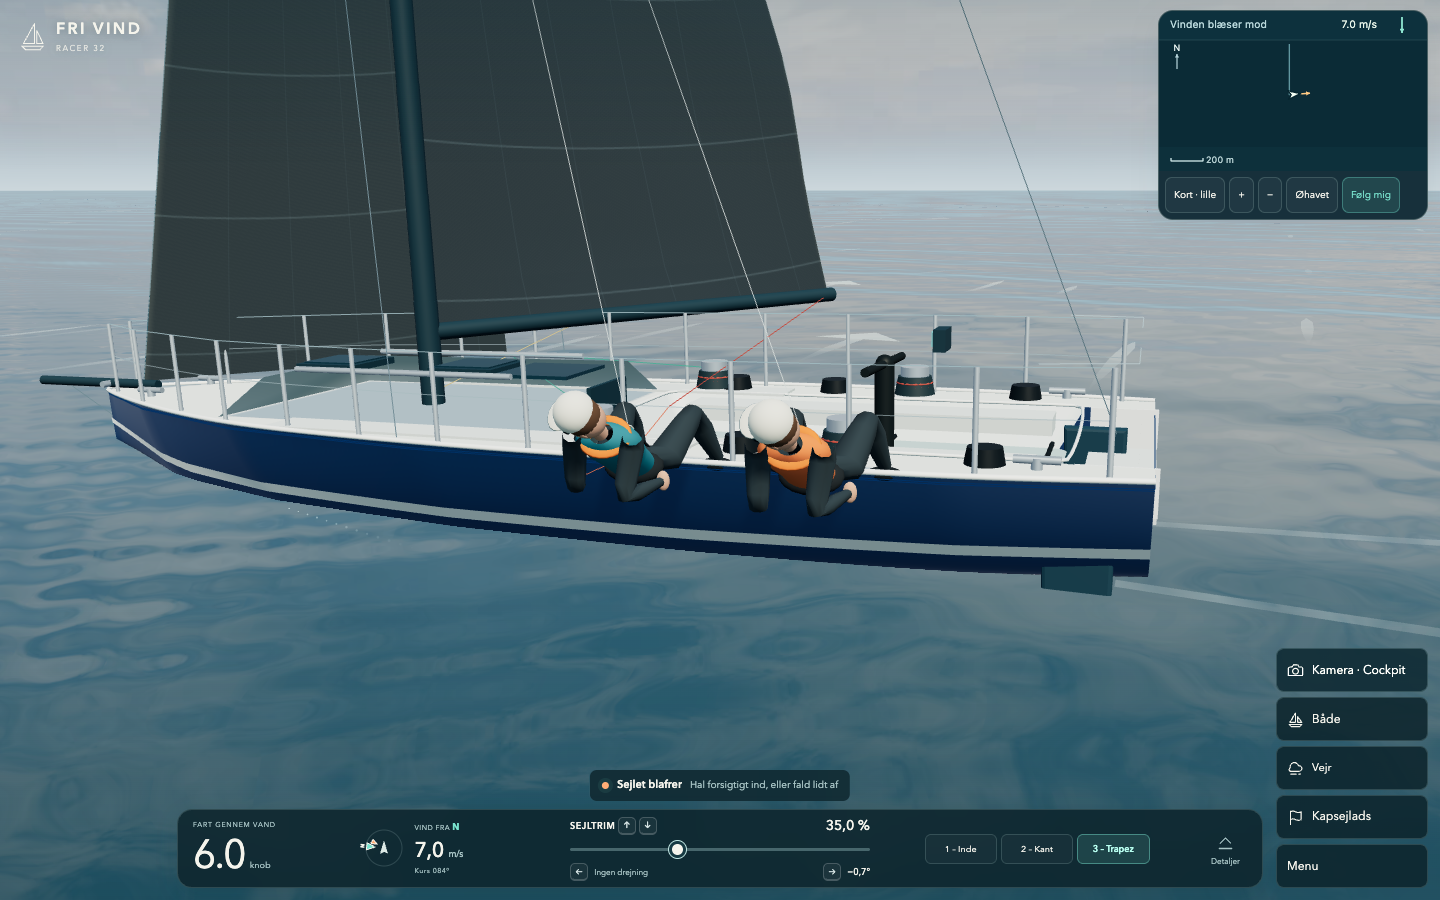 FRI VIND
RACER 32
Vinden blæser mod 7.0 m/s
N
200 m
Kort · lille + − Øhavet Følg mig
Kamera · Cockpit
Både
Vejr
Kapsejlads
Menu
Sejlet blafrer Hal forsigtigt ind, eller fald lidt af
FART GENNEM VAND
6.0 knob
VIND FRA N
7,0 m/s
Kurs 084°
SEJLTRIM ↑ ↓ 35,0 %
← Ingen drejning → −0,7°
1 – Inde 2 – Kant 3 – Trapez
Detaljer